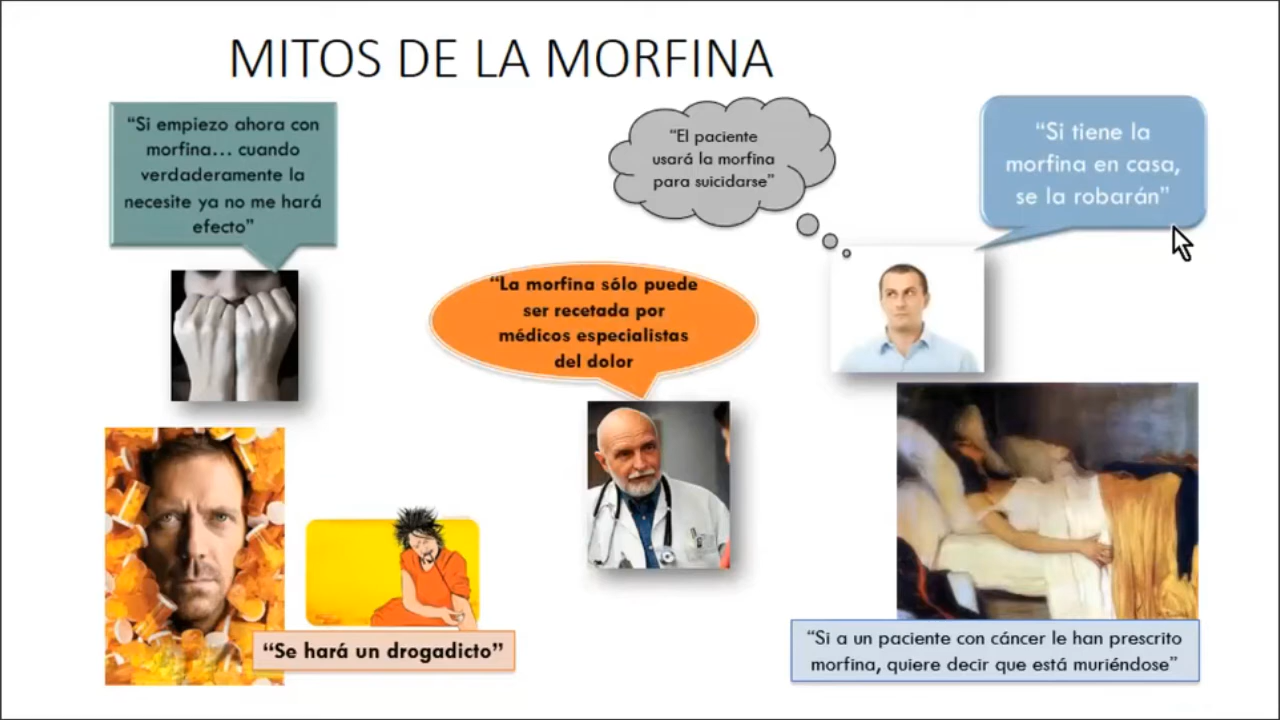 MITOS DE LA MORFINA
“Si empiezo ahora con
morfina... cuando
verdaderamente la
necesite ya no me hará
efecto”
“El paciente
usará la morfina
para suicidarse”
“Si tiene la
morfina en casa,
se la robarán”
“La morfina sólo puede
ser recetada por
médicos especialistas
del dolor
“Se hará un drogadicto”
“Si a un paciente con cáncer le han prescrito
morfina, quiere decir que está muriéndose”